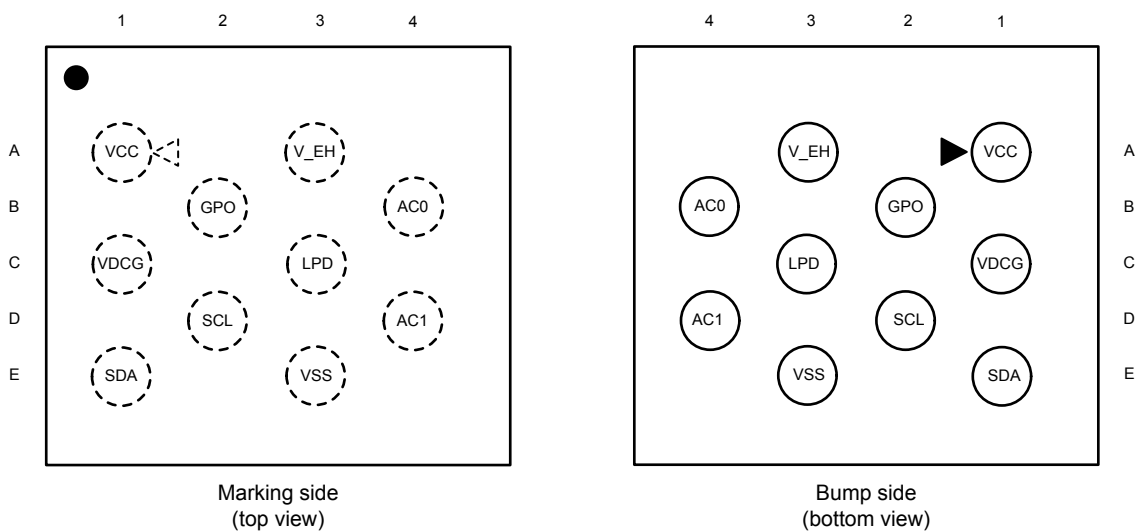 1 2 3 4 4 3 2 1
A VCC V_EH V_EH VCC A
B GPO AC0 AC0 GPO B
C VDCG LPD LPD VDCG C
D SCL AC1 AC1 SCL D
E SDA VSS VSS SDA E
Marking side
(top view)
Bump side
(bottom view)